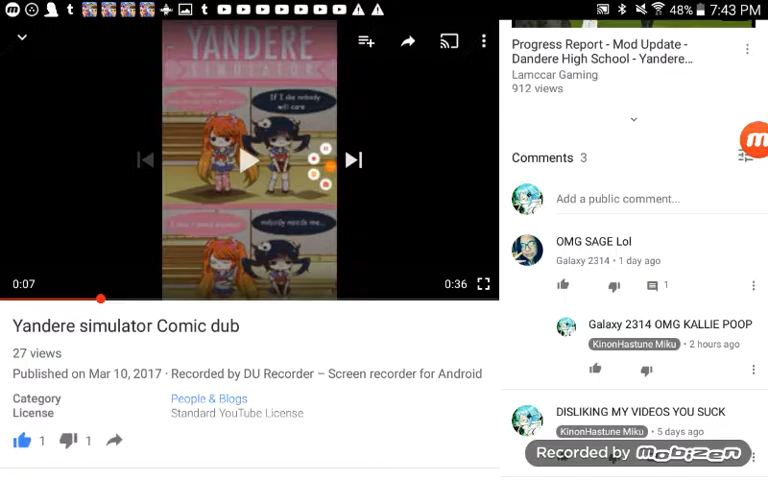 48% 7:43 PM
YANDERE
SIMULATOR
If I die nobody
will care
nobody needs me...
0:07
0:36
Yandere simulator Comic dub
27 views
Published on Mar 10, 2017 · Recorded by DU Recorder – Screen recorder for Android
Category People & Blogs
License Standard YouTube License
1 1
Progress Report - Mod Update -
Dandere High School - Yandere...
Lamccar Gaming
912 views
Comments 3
Add a public comment...
OMG SAGE Lol
Galaxy 2314 • 1 day ago
1
Galaxy 2314 OMG KALLIE POOP
KinonHastune Miku • 2 hours ago
DISLIKING MY VIDEOS YOU SUCK
KinonHastune Miku • 5 days ago
Recorded by mobizen